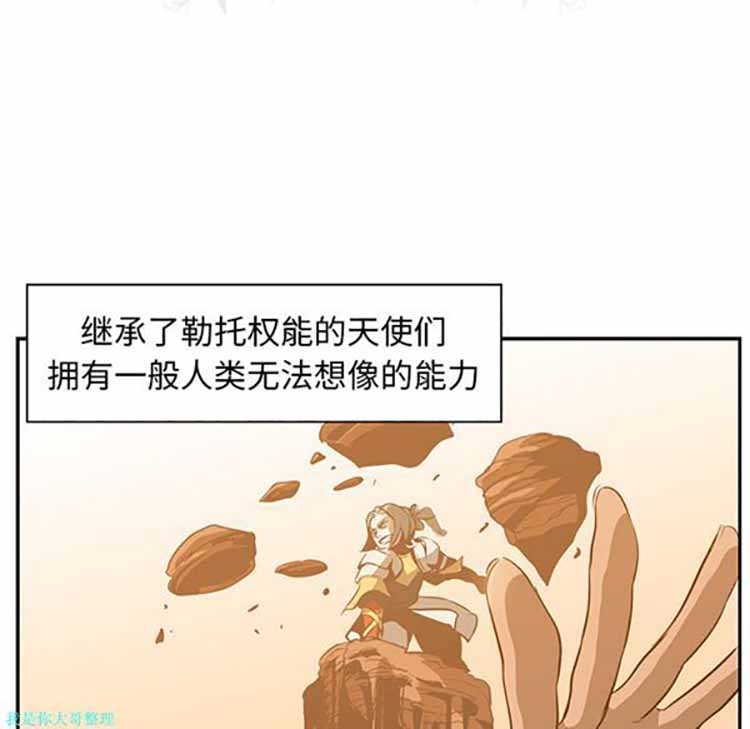 继承了勒托权能的天使们
拥有一般人类无法想像的能力
我是你大哥整理